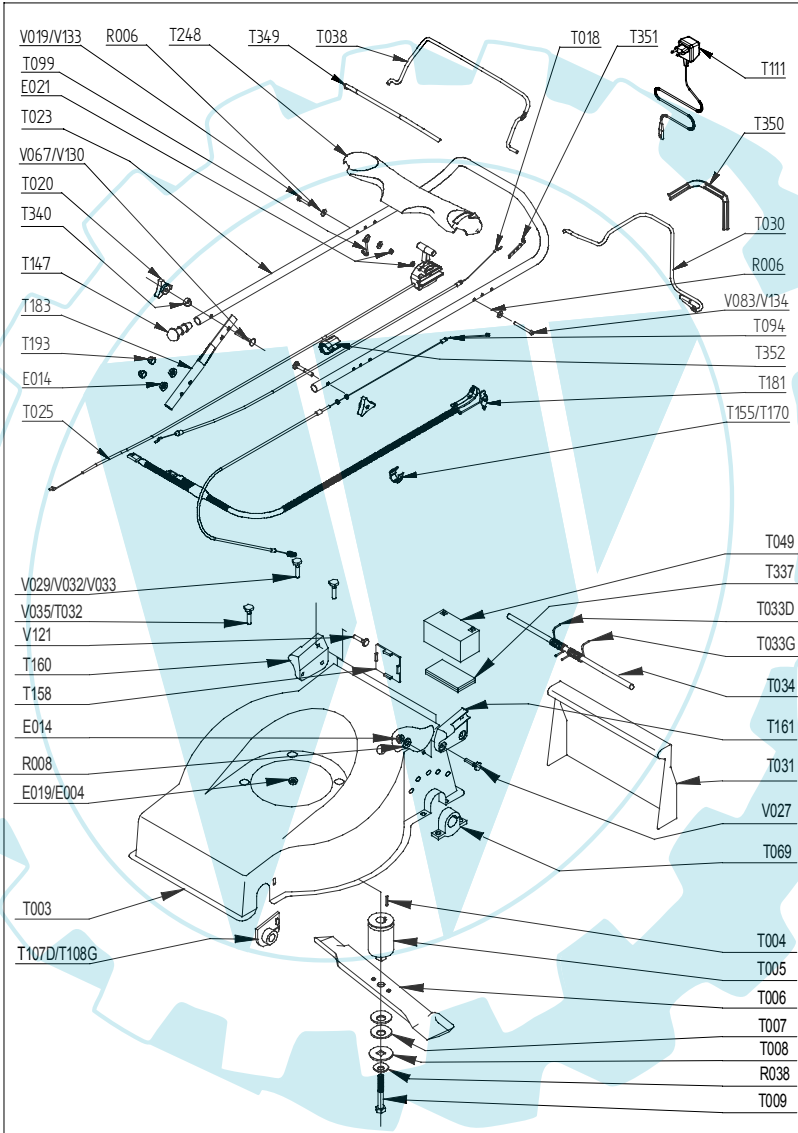 V019/V133
R006
T248
T349
T038
T018
T351
T099
E021
T023
V067/V130
T020
T340
T147
T183
T193
E014
T025
T111
T350
T030
R006
V083/V134
T094
T352
T181
T155/T170
V029/V032/V033
V035/T032
V121
T160
T158
E014
R008
E019/E004
T003
T107D/T108G
T049
T337
T033D
T033G
T034
T161
T031
V027
T069
T004
T005
T006
T007
T008
R038
T009